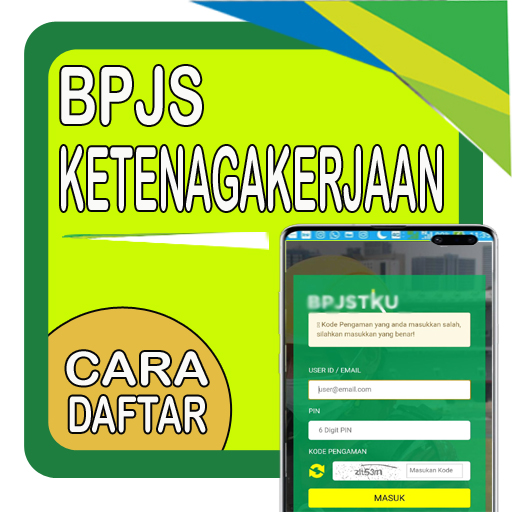 BPJS
KETENAGAKERJAAN
CARA
DAFTAR
BPJSTKU
Kode Pengaman yang anda masukkan salah,
silahkan masukkan yang benar!
USER ID / EMAIL
user@email.com
PIN
6 Digit PIN
KODE PENGAMAN
Masukan Kode
MASUK